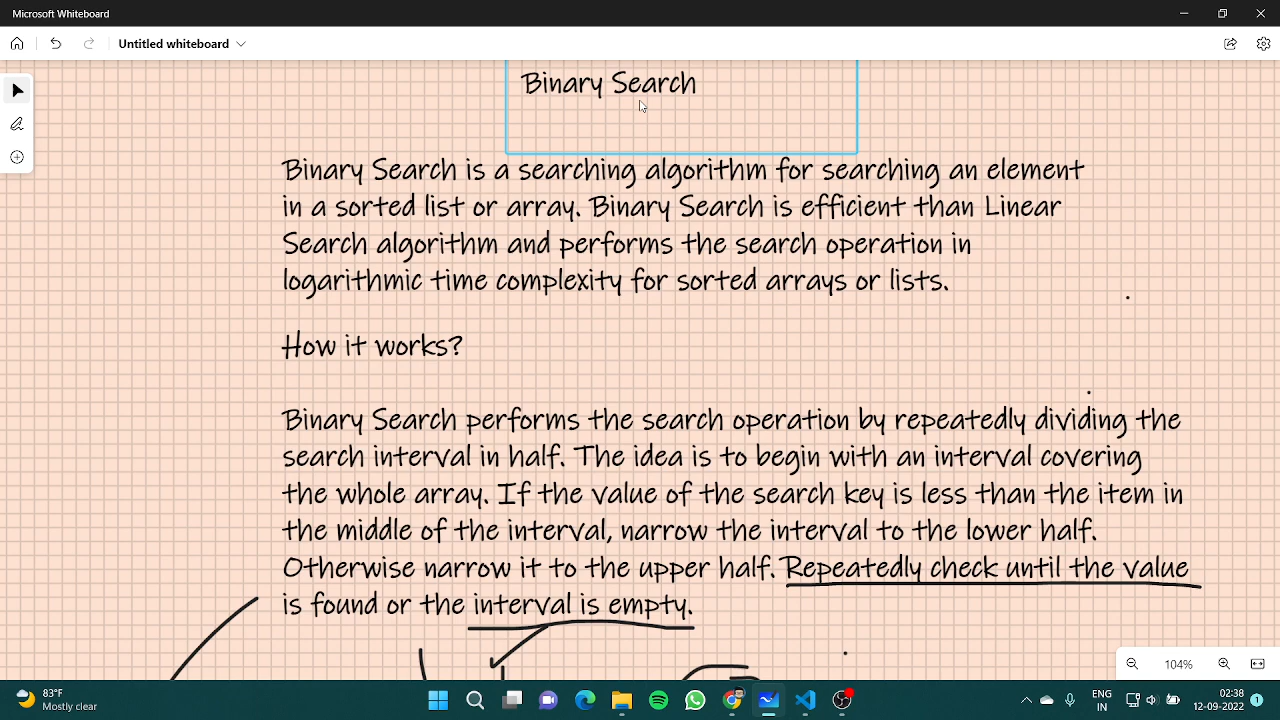 Microsoft Whiteboard
Untitled whiteboard
Binary Search
Binary Search is a searching algorithm for searching an element
in a sorted list or array. Binary Search is efficient than Linear
Search algorithm and performs the search operation in
logarithmic time complexity for sorted arrays or lists.
How it works?
Binary Search performs the search operation by repeatedly dividing the
search interval in half. The idea is to begin with an interval covering
the whole array. If the value of the search key is less than the item in
the middle of the interval, narrow the interval to the lower half.
Otherwise narrow it to the upper half. Repeatedly check until the value
is found or the interval is empty.
104%
83°F
Mostly clear
ENG
IN
02:38
12-09-2022
1